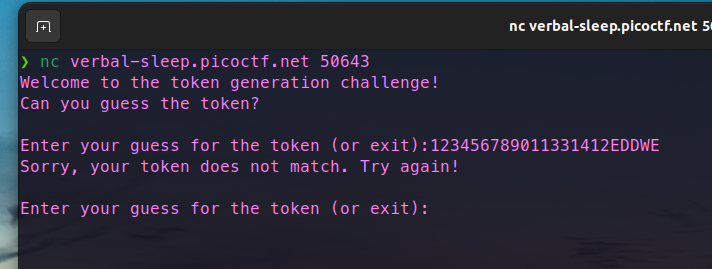 nc verbal-sleep.picoctf.net 5
❯ nc verbal-sleep.picoctf.net 50643
Welcome to the token generation challenge!
Can you guess the token?
Enter your guess for the token (or exit):123456789011331412EDDWE
Sorry, your token does not match. Try again!
Enter your guess for the token (or exit):